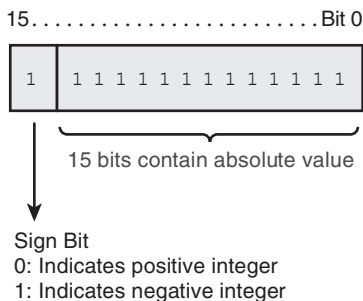 15. . . . . . . . . . . . . . . . . . . . . . . . . Bit 0
1 1 1 1 1 1 1 1 1 1 1 1 1 1 1
15 bits contain absolute value
Sign Bit
0: Indicates positive integer
1: Indicates negative integer